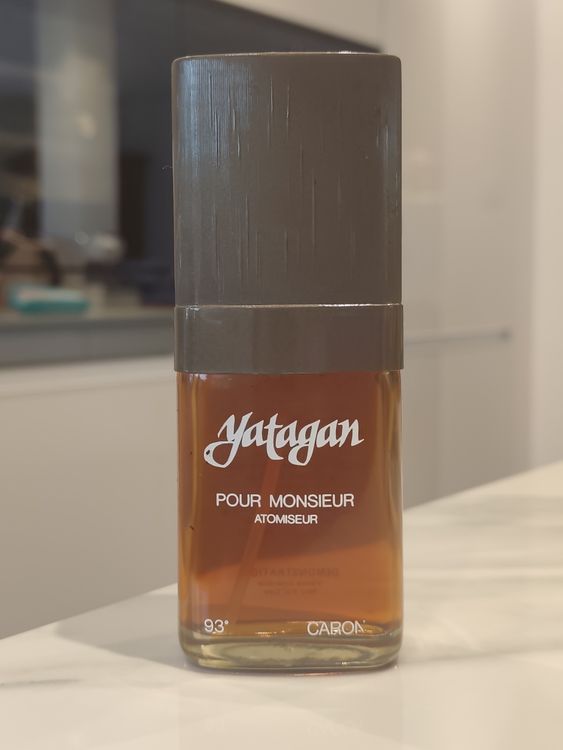 Yatagan
POUR MONSIEUR
ATOMISEUR
93° CARON